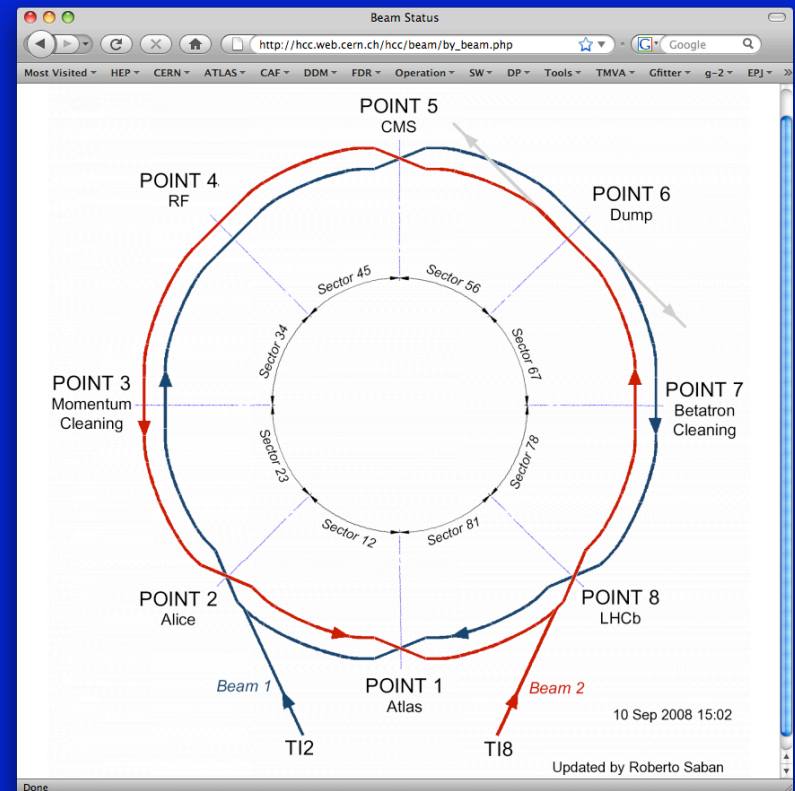 Beam Status
http://hcc.web.cern.ch/hcc/beam/by_beam.php
Google
Most Visited HEP CERN ATLAS CAF DDM FDR Operation SW DP Tools TMVA Gfitter g-2 EPJ »
POINT 5
CMS
POINT 4
RF
POINT 6
Dump
Sector 45
Sector 56
Sector 34
Sector 67
POINT 3
Momentum
Cleaning
POINT 7
Betatron
Cleaning
Sector 23
Sector 78
Sector 12
Sector 81
POINT 2
Alice
POINT 8
LHCb
Beam 1
POINT 1
Atlas
Beam 2
10 Sep 2008 15:02
TI2
TI8
Updated by Roberto Saban
Done